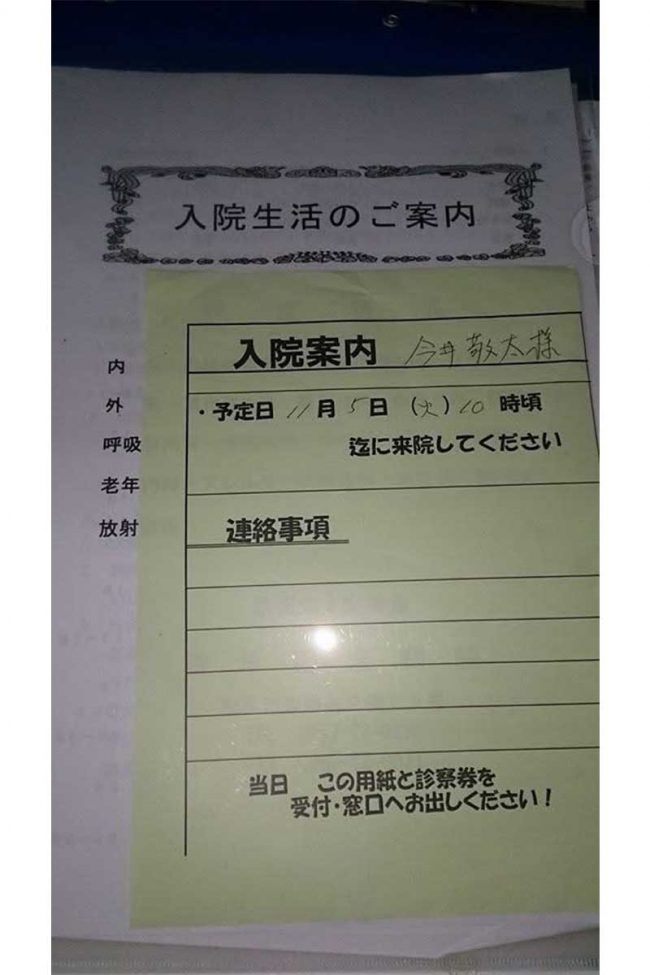 入院生活のご案内
内
外
呼吸
老年
放射
入院案内 今井敬太様
・予定日 11月 5日 (火) 10 時頃
迄に来院してください
連絡事項
当日 この用紙と診察券を
受付・窓口へお出しください!